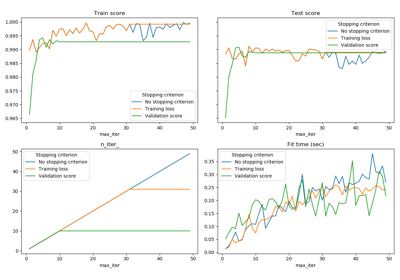 Train score
1.000
0.995
0.990
0.985
0.980
0.975
0.970
0.965
Stopping criterion
No stopping criterion
Training loss
Validation score
0 10 20 30 40 50
max_iter
Test score
Stopping criterion
No stopping criterion
Training loss
Validation score
0 10 20 30 40 50
max_iter
n_iter_
50
40
30
20
10
0
Stopping criterion
No stopping criterion
Training loss
Validation score
0 10 20 30 40 50
max_iter
Fit time (sec)
0.35
0.30
0.25
0.20
0.15
0.10
0.05
0.00
Stopping criterion
No stopping criterion
Training loss
Validation score
0 10 20 30 40 50
max_iter